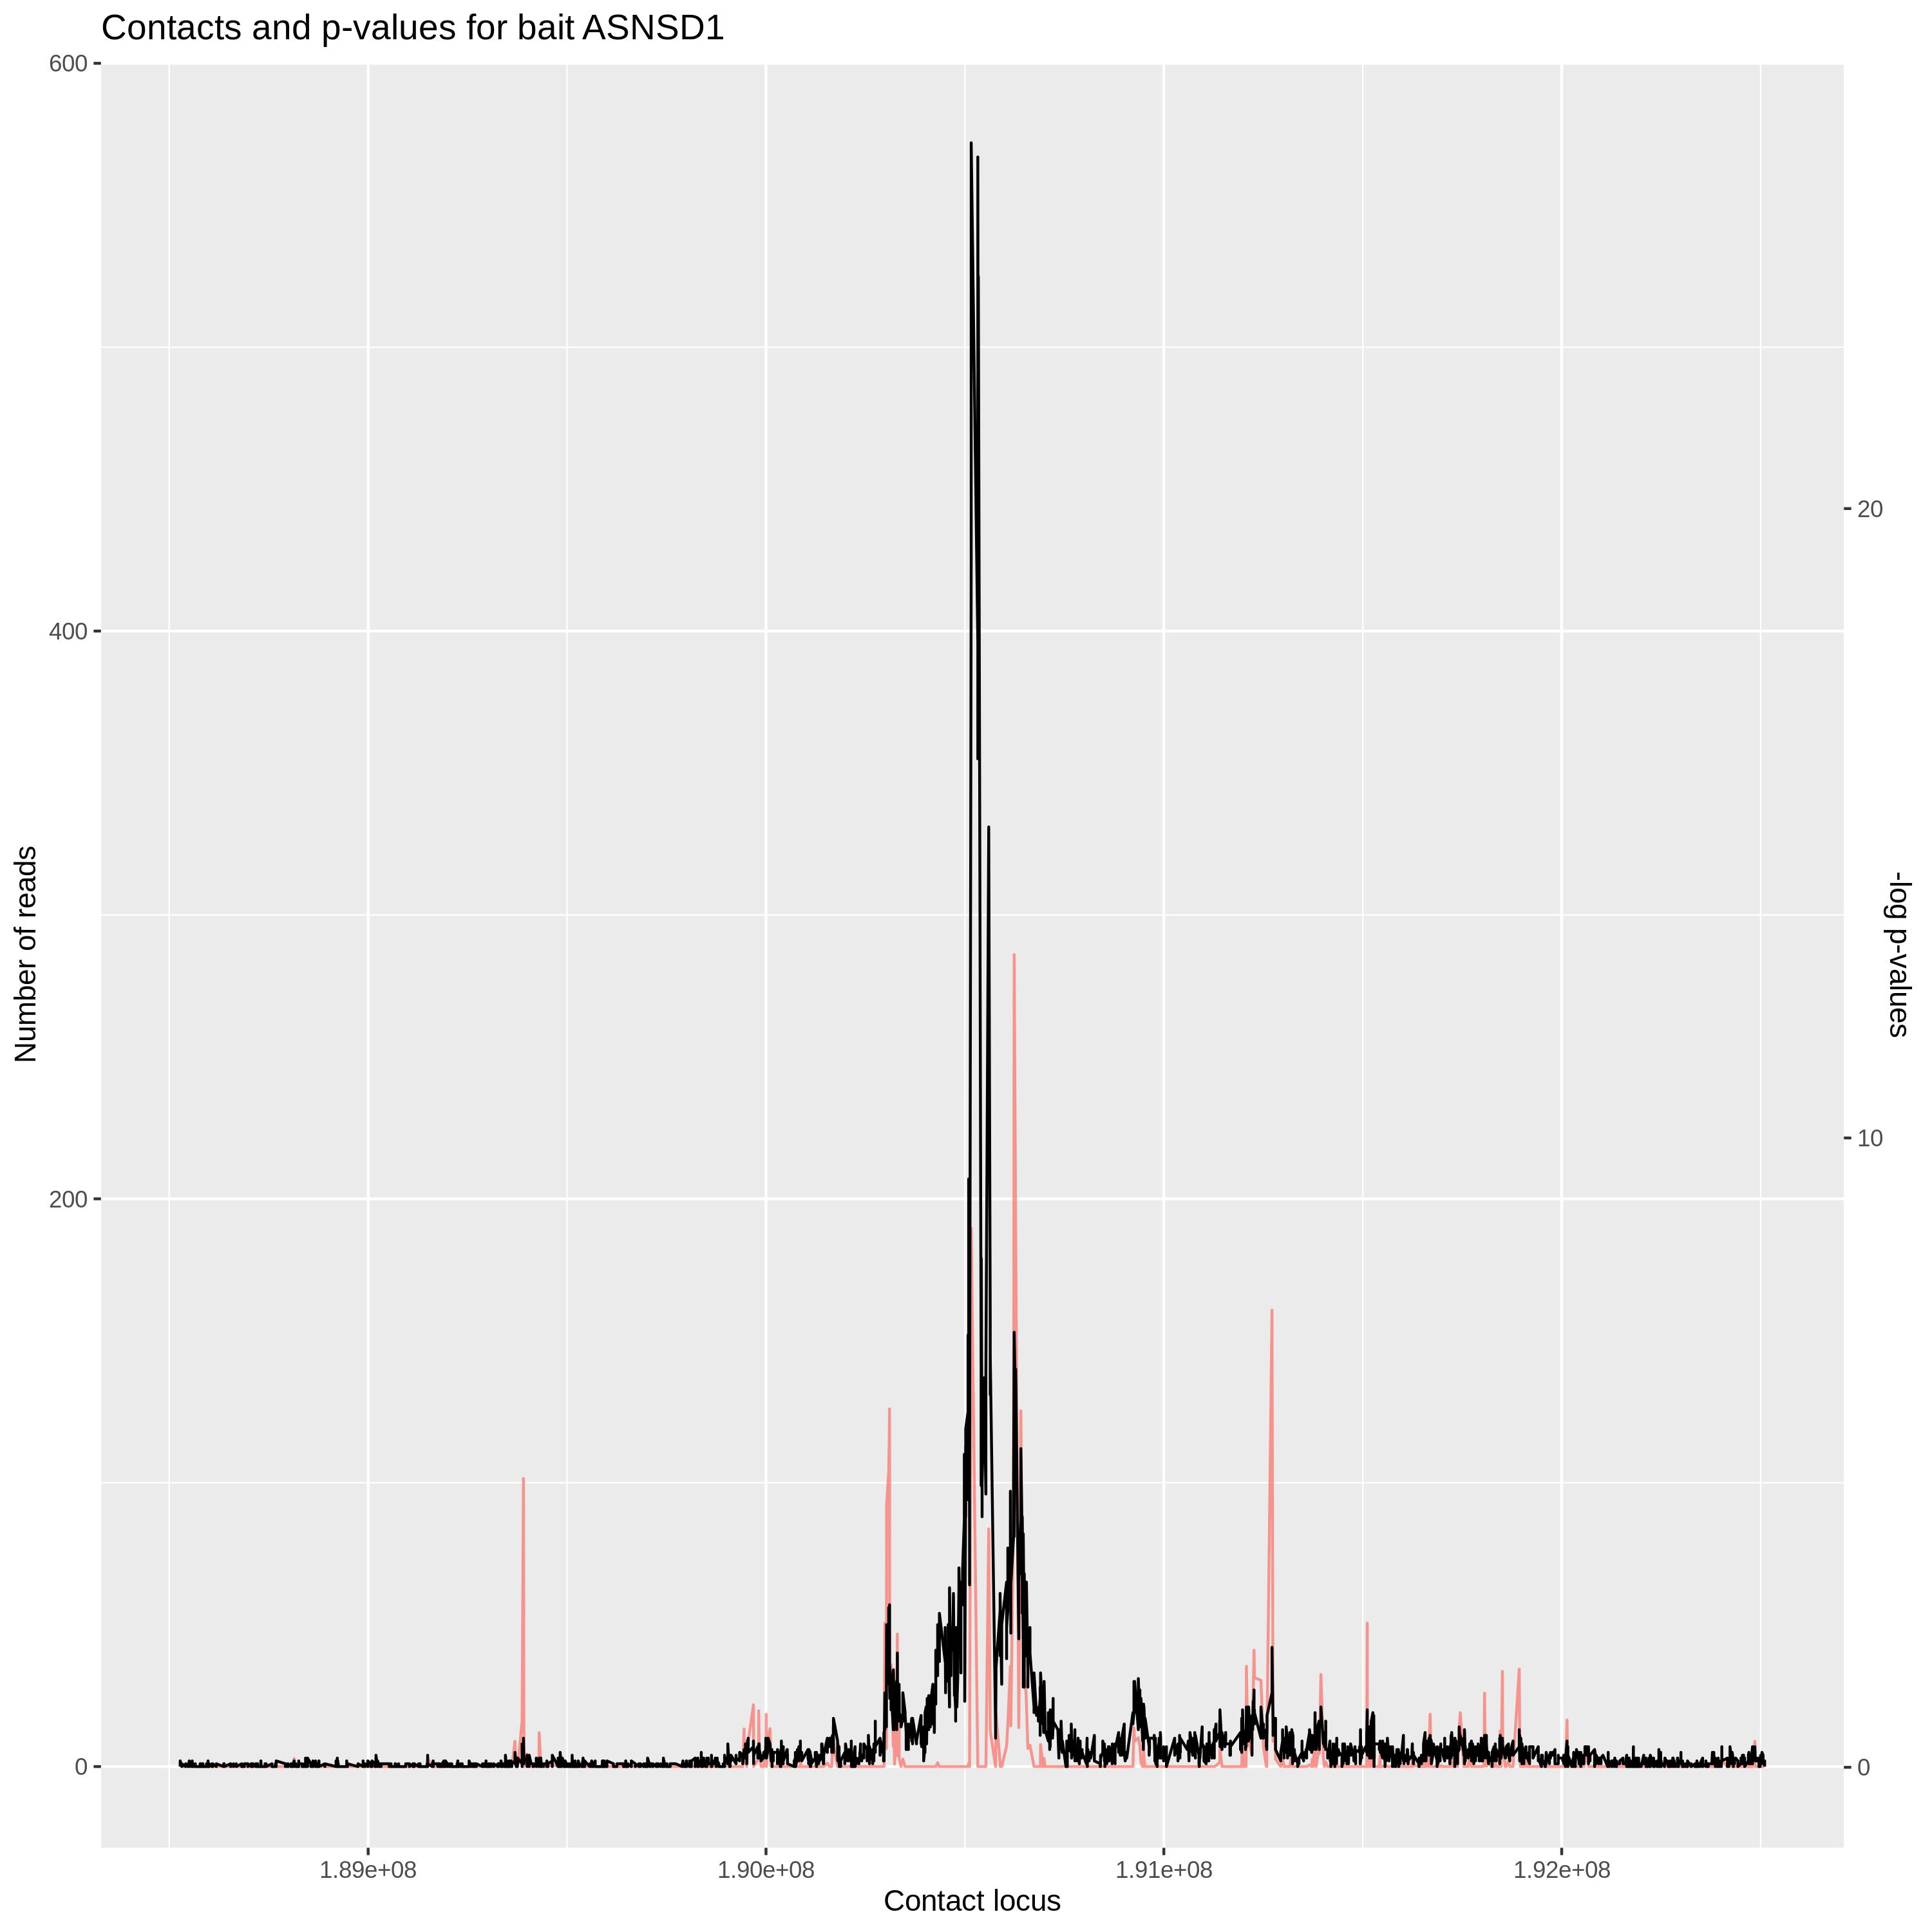 Contacts and p-values for bait ASNSD1
600
400
200
0
Number of reads
20
10
0
-log p-values
1.89e+08
1.90e+08
1.91e+08
1.92e+08
Contact locus